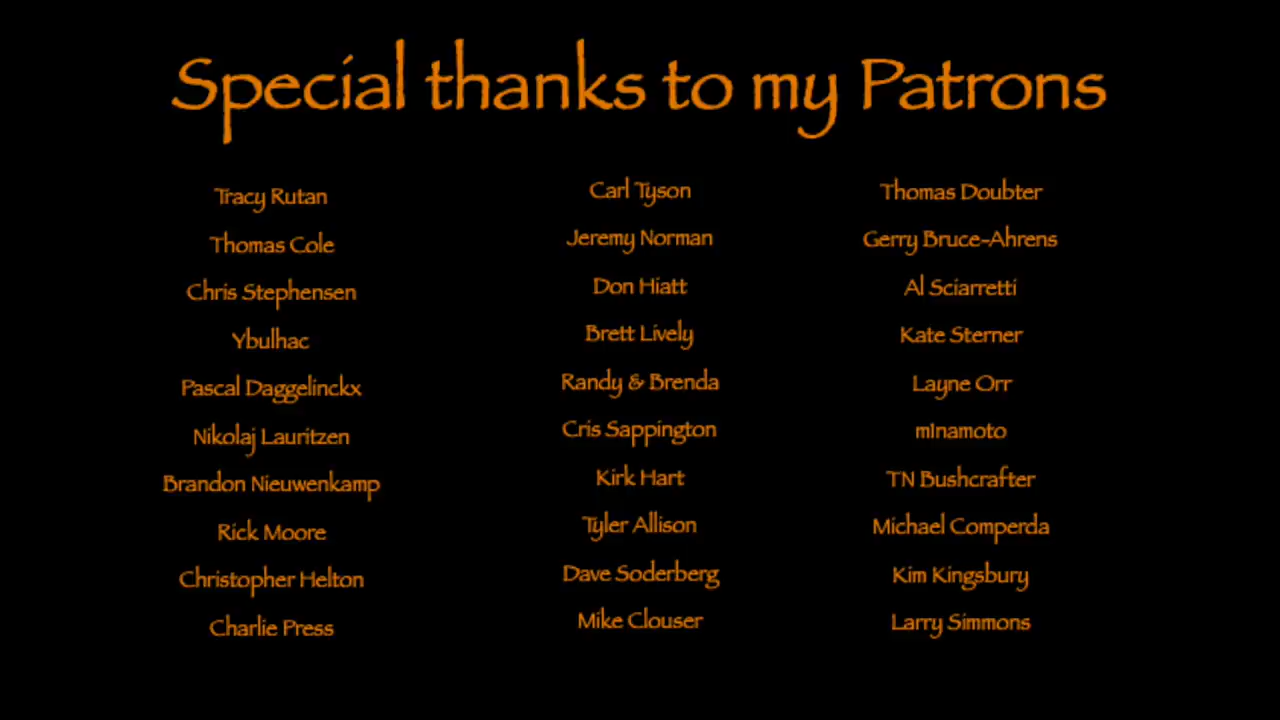 Special thanks to my Patrons
Tracy Rutan
Thomas Cole
Chris Stephensen
Ybulhac
Pascal Daggelinckx
Nikolaj Lauritzen
Brandon Nieuwenkamp
Rick Moore
Christopher Helton
Charlie Press
Carl Tyson
Jeremy Norman
Don Hiatt
Brett Lively
Randy & Brenda
Cris Sappington
Kirk Hart
Tyler Allison
Dave Soderberg
Mike Clouser
Thomas Doubter
Gerry Bruce-Ahrens
Al Sciarretti
Kate Sterner
Layne Orr
m1namoto
TN Bushcrafter
Michael Comperda
Kim Kingsbury
Larry Simmons